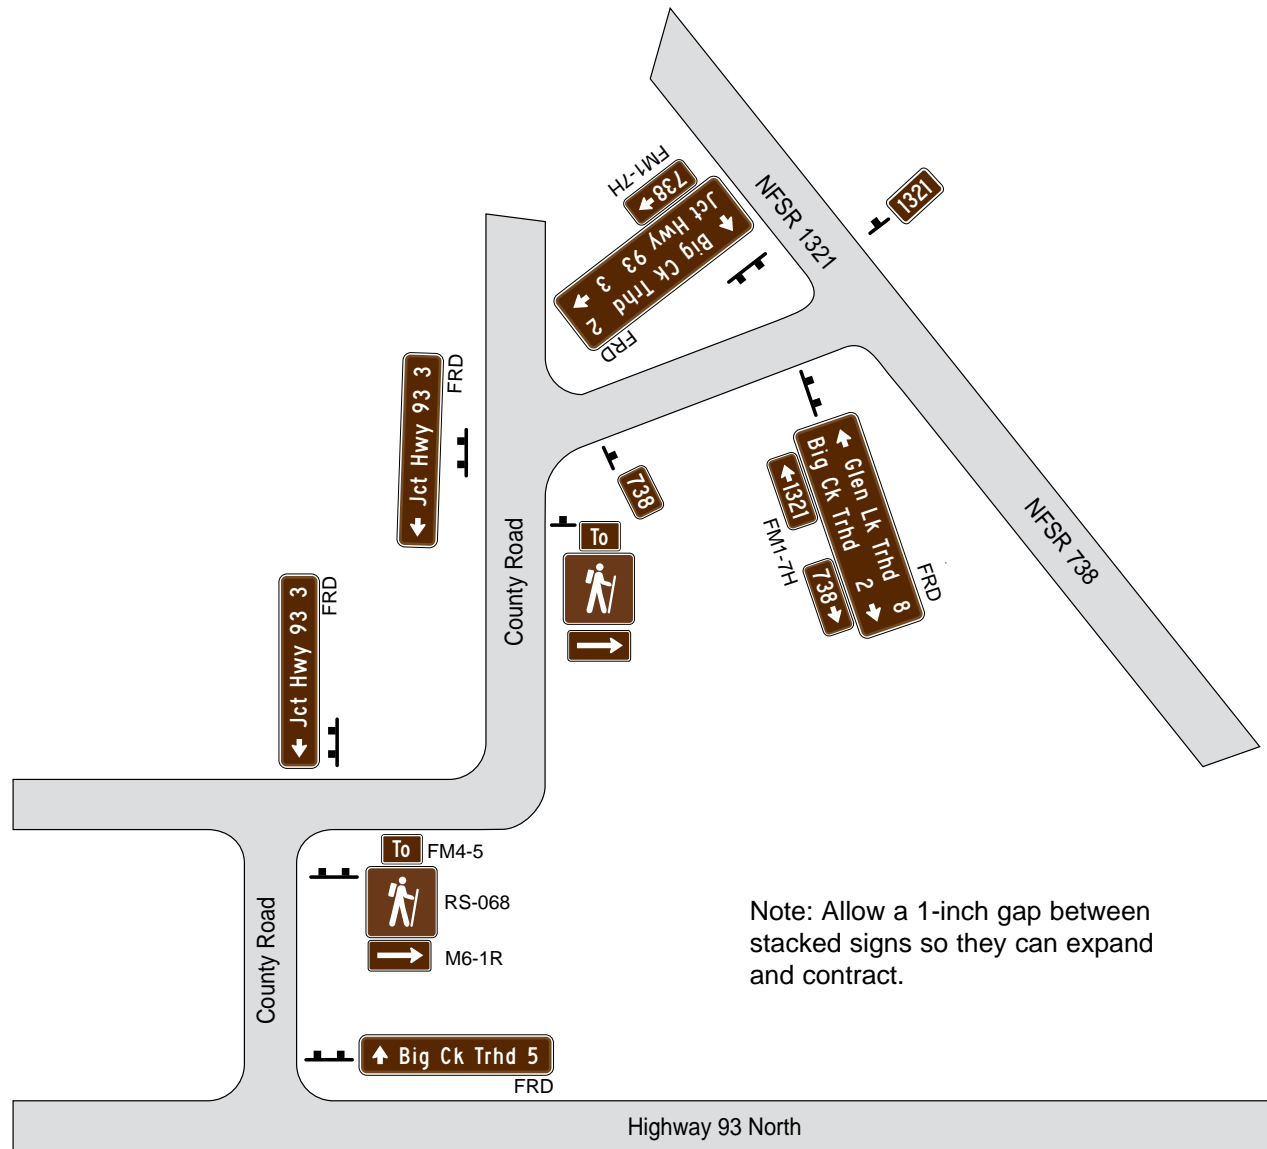 NFSR 1321
1321
FM1-7H
738
Big Ck Trhd 2
Jct Hwy 93 3
FRD
Jct Hwy 93 3
FRD
738
To
County Road
Glen Lk Trhd 8
Big Ck Trhd 2
1321
738
FM1-7H
FRD
NFSR 738
Jct Hwy 93 3
FRD
To
FM4-5
RS-068
M6-1R
County Road
Note: Allow a 1-inch gap between
stacked signs so they can expand
and contract.
Big Ck Trhd 5
FRD
Highway 93 North